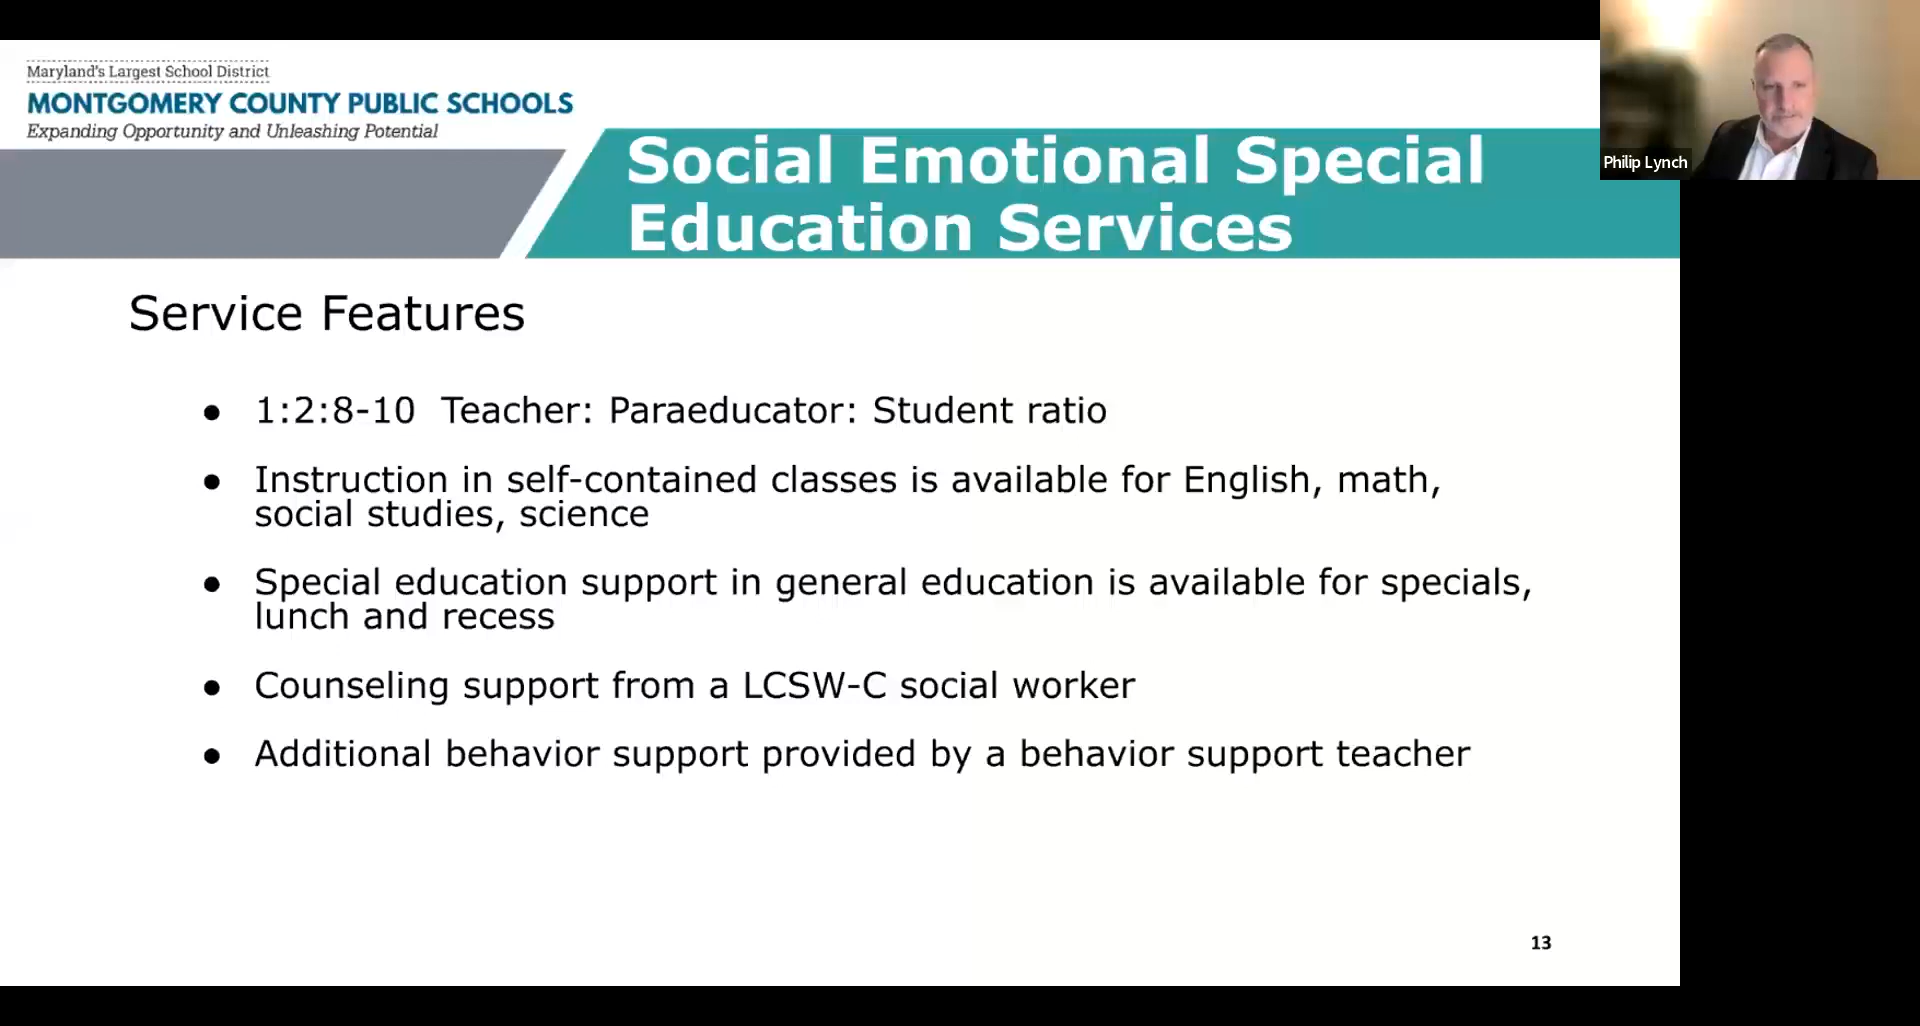 Maryland's Largest School District
MONTGOMERY COUNTY PUBLIC SCHOOLS
Expanding Opportunity and Unleashing Potential
Social Emotional Special
Education Services
Philip Lynch
Service Features
● 1:2:8-10 Teacher: Paraeducator: Student ratio
● Instruction in self-contained classes is available for English, math,
social studies, science
● Special education support in general education is available for specials,
lunch and recess
● Counseling support from a LCSW-C social worker
● Additional behavior support provided by a behavior support teacher
13